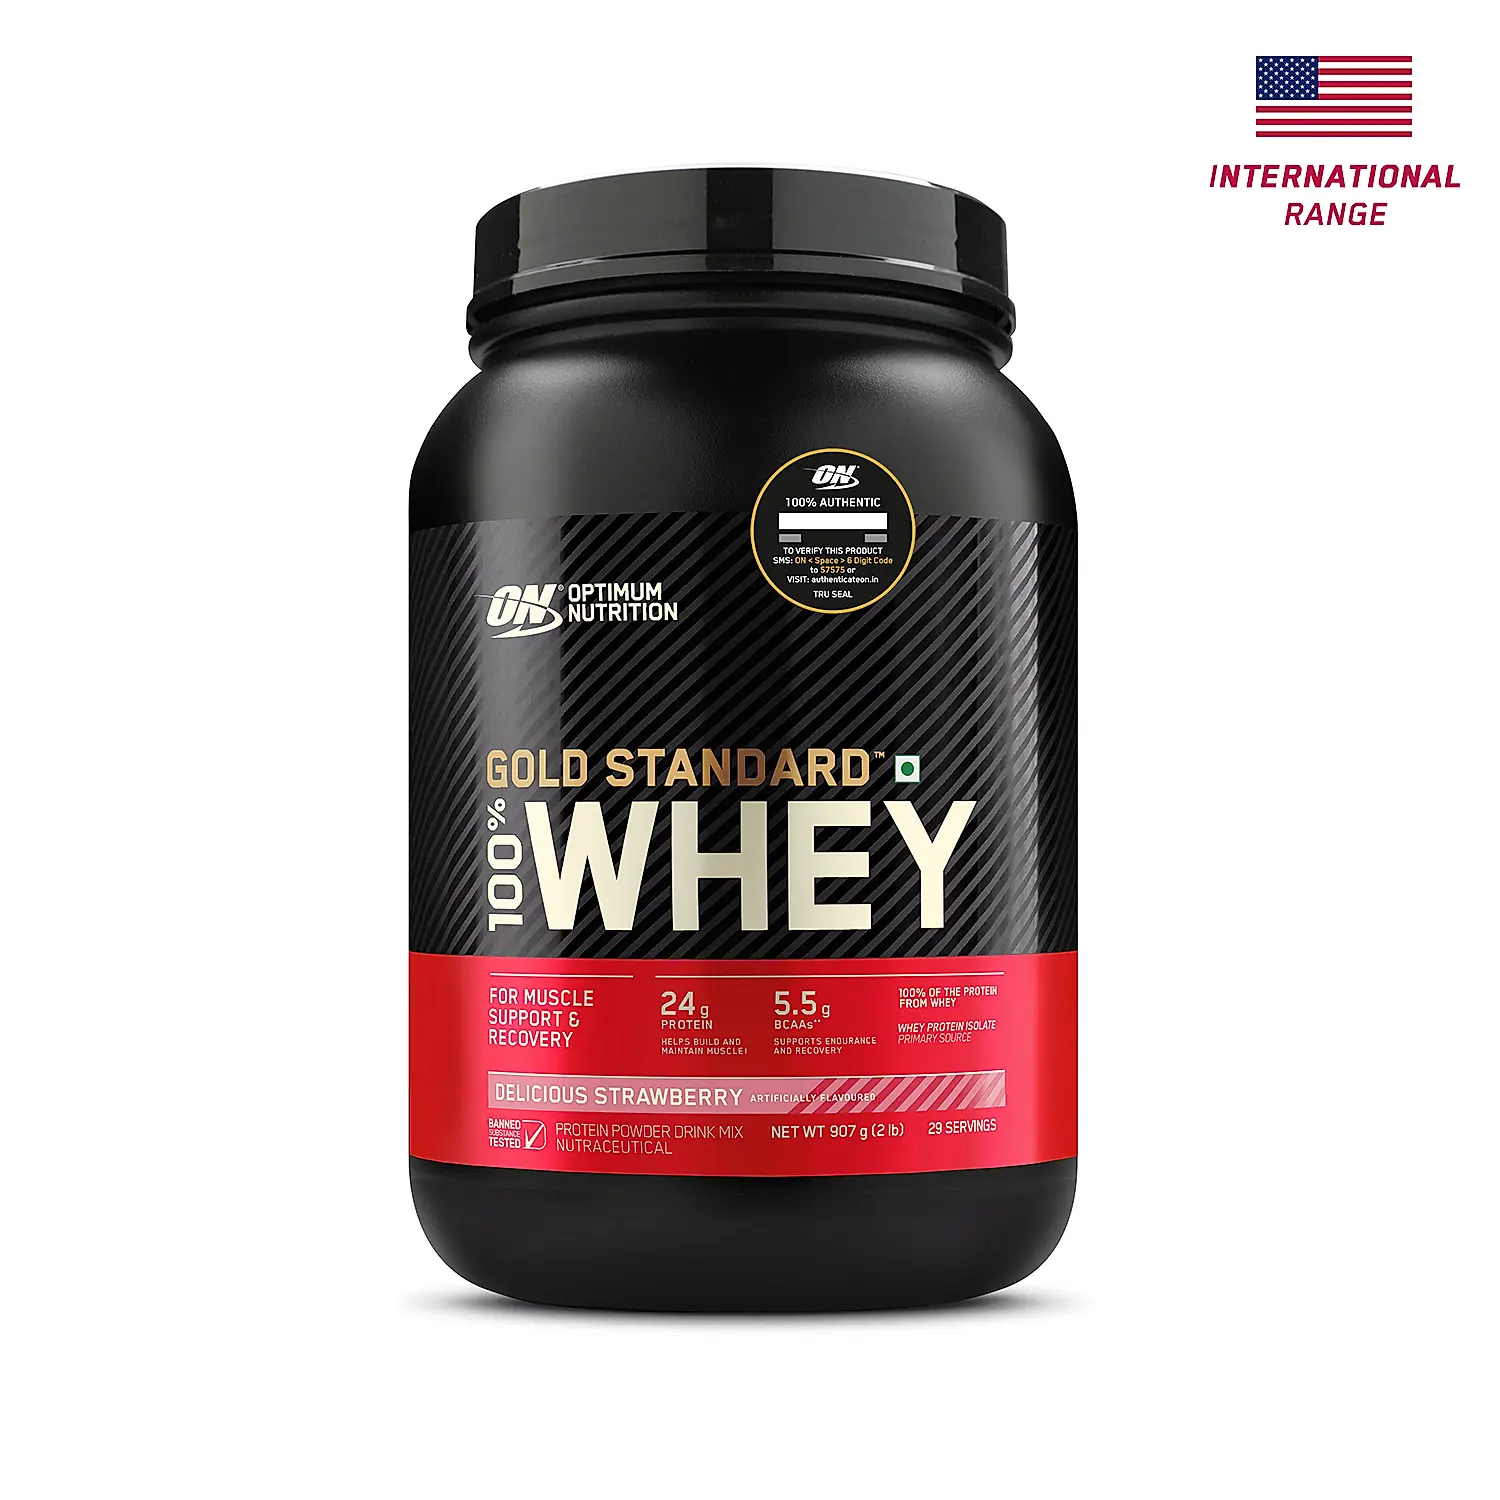 INTERNATIONAL
RANGE
ON
100% AUTHENTIC
TO VERIFY THIS PRODUCT
SMS: ON < Space > 6 Digit Code
to 57575 or
VISIT: authenticateon.in
TRU SEAL
ON® OPTIMUM
NUTRITION
GOLD STANDARD™
100% WHEY
FOR MUSCLE
SUPPORT &
RECOVERY
24 g
PROTEIN
HELPS BUILD AND
MAINTAIN MUSCLE!
5.5 g
BCAAs**
SUPPORTS ENDURANCE
AND RECOVERY
100% OF THE PROTEIN
FROM WHEY
WHEY PROTEIN ISOLATE
PRIMARY SOURCE
DELICIOUS STRAWBERRY ARTIFICIALLY FLAVOURED
BANNED
SUBSTANCE
TESTED
PROTEIN POWDER DRINK MIX
NUTRACEUTICAL
NET WT 907 g (2 lb)
29 SERVINGS